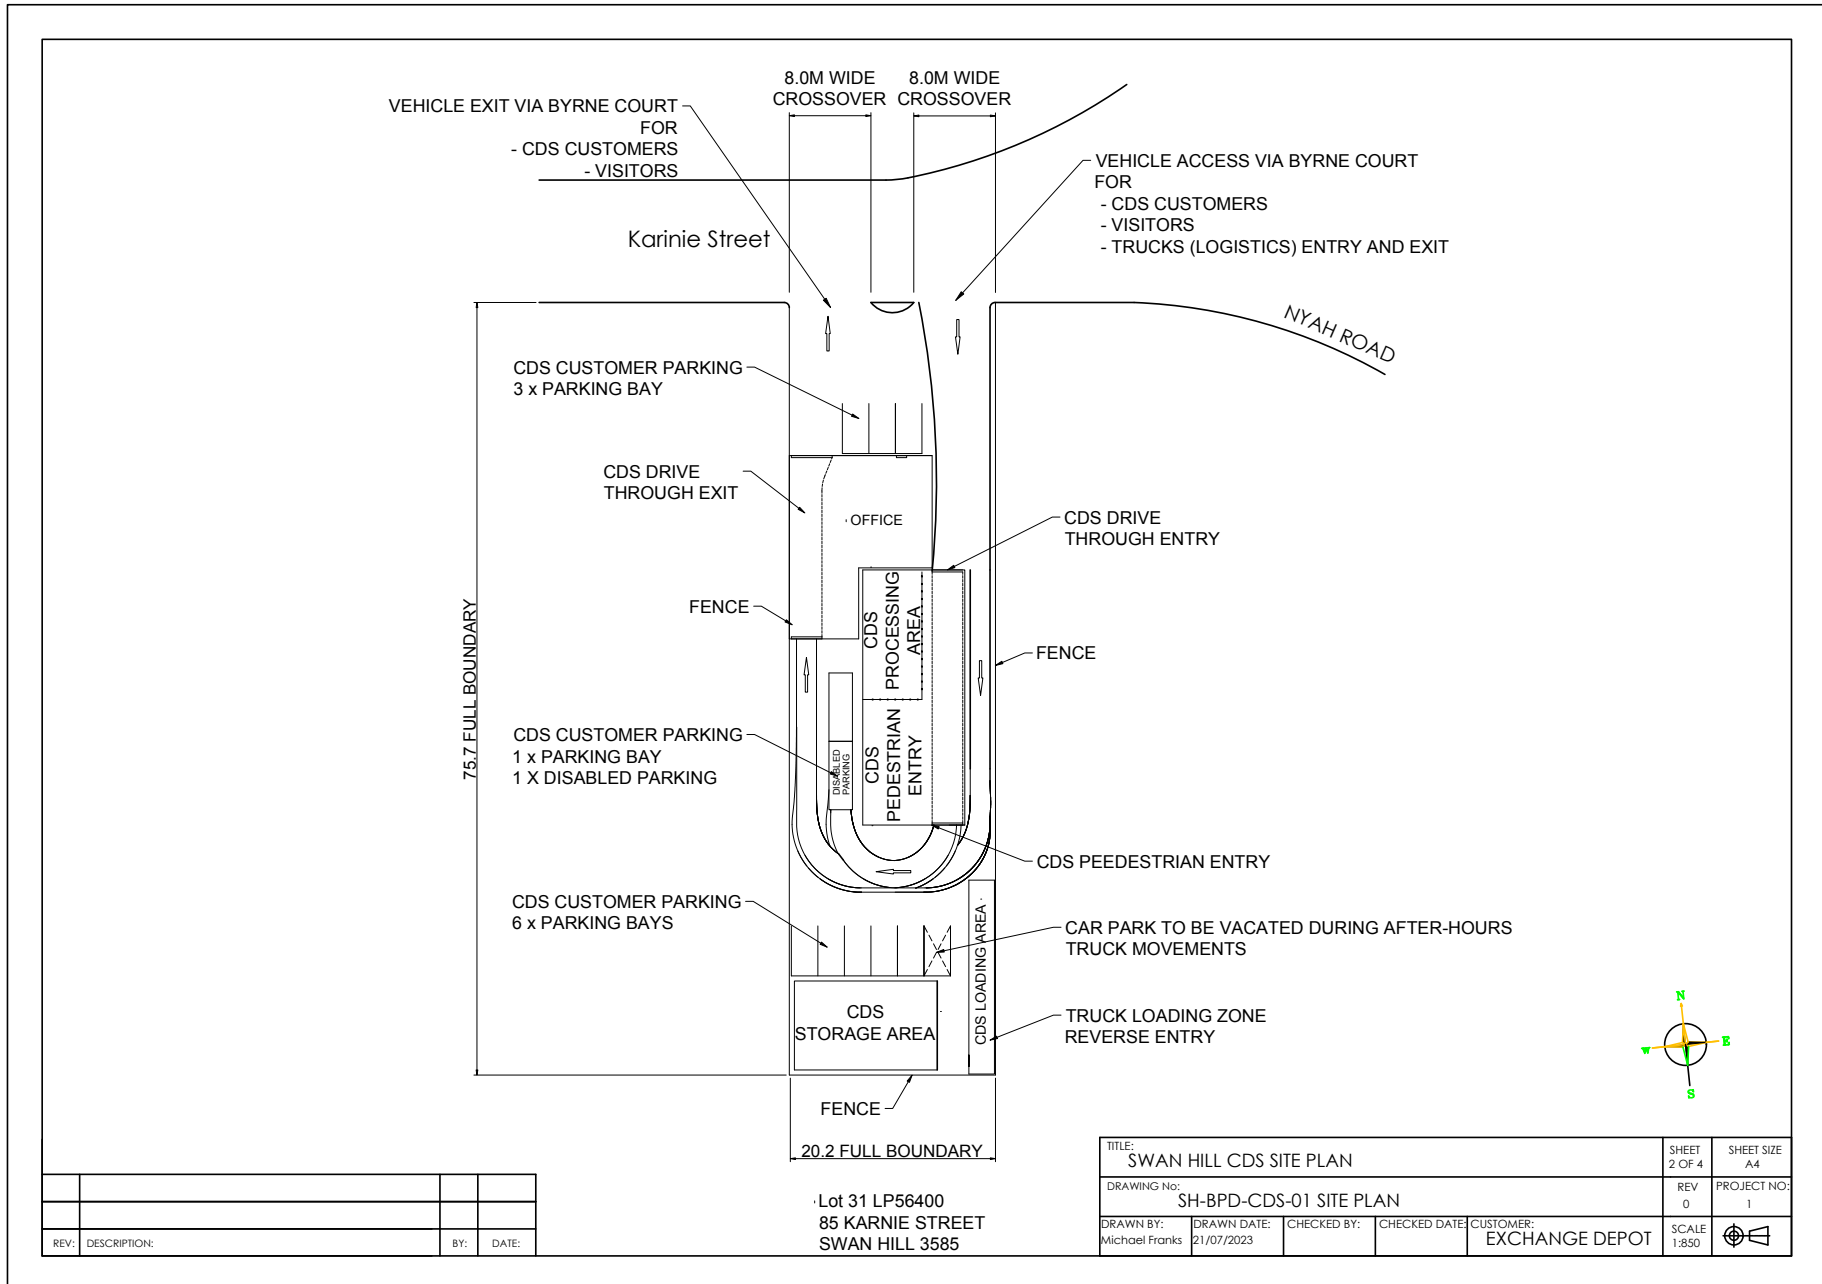 8.0M WIDE
CROSSOVER
8.0M WIDE
CROSSOVER
VEHICLE EXIT VIA BYRNE COURT
FOR
- CDS CUSTOMERS
- VISITORS
VEHICLE ACCESS VIA BYRNE COURT
FOR
- CDS CUSTOMERS
- VISITORS
- TRUCKS (LOGISTICS) ENTRY AND EXIT
Karinie Street
NYAH ROAD
CDS CUSTOMER PARKING
3 x PARKING BAY
CDS DRIVE
THROUGH EXIT
OFFICE
CDS DRIVE
THROUGH ENTRY
FENCE
CDS
PROCESSING
AREA
FENCE
75.7 FULL BOUNDARY
CDS CUSTOMER PARKING
1 x PARKING BAY
1 X DISABLED PARKING
DISABLED
PARKING
CDS
PEDESTRIAN
ENTRY
CDS PEEDESTRIAN ENTRY
CDS CUSTOMER PARKING
6 x PARKING BAYS
CDS LOADING AREA
CAR PARK TO BE VACATED DURING AFTER-HOURS
TRUCK MOVEMENTS
CDS
STORAGE AREA
TRUCK LOADING ZONE
REVERSE ENTRY
N
W
E
S
FENCE
20.2 FULL BOUNDARY
Lot 31 LP56400
85 KARNIE STREET
SWAN HILL 3585
REV:
DESCRIPTION:
BY:
DATE:
TITLE:
SWAN HILL CDS SITE PLAN
SHEET
2 OF 4
SHEET SIZE
A4
DRAWING No:
SH-BPD-CDS-01 SITE PLAN
REV
0
PROJECT NO:
1
DRAWN BY:
Michael Franks
DRAWN DATE:
21/07/2023
CHECKED BY:
CHECKED DATE:
CUSTOMER:
EXCHANGE DEPOT
SCALE
1:850